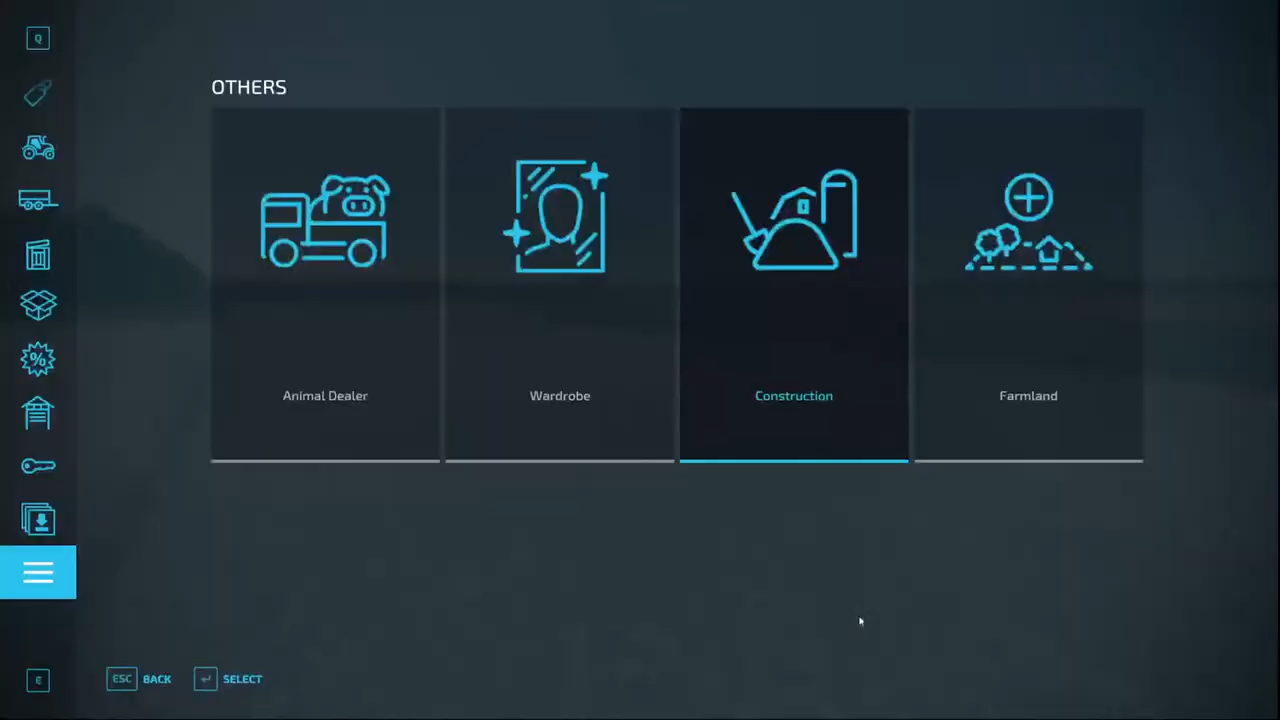 Q
OTHERS
%
Animal Dealer
Wardrobe
Construction
Farmland
E
ESC BACK
SELECT